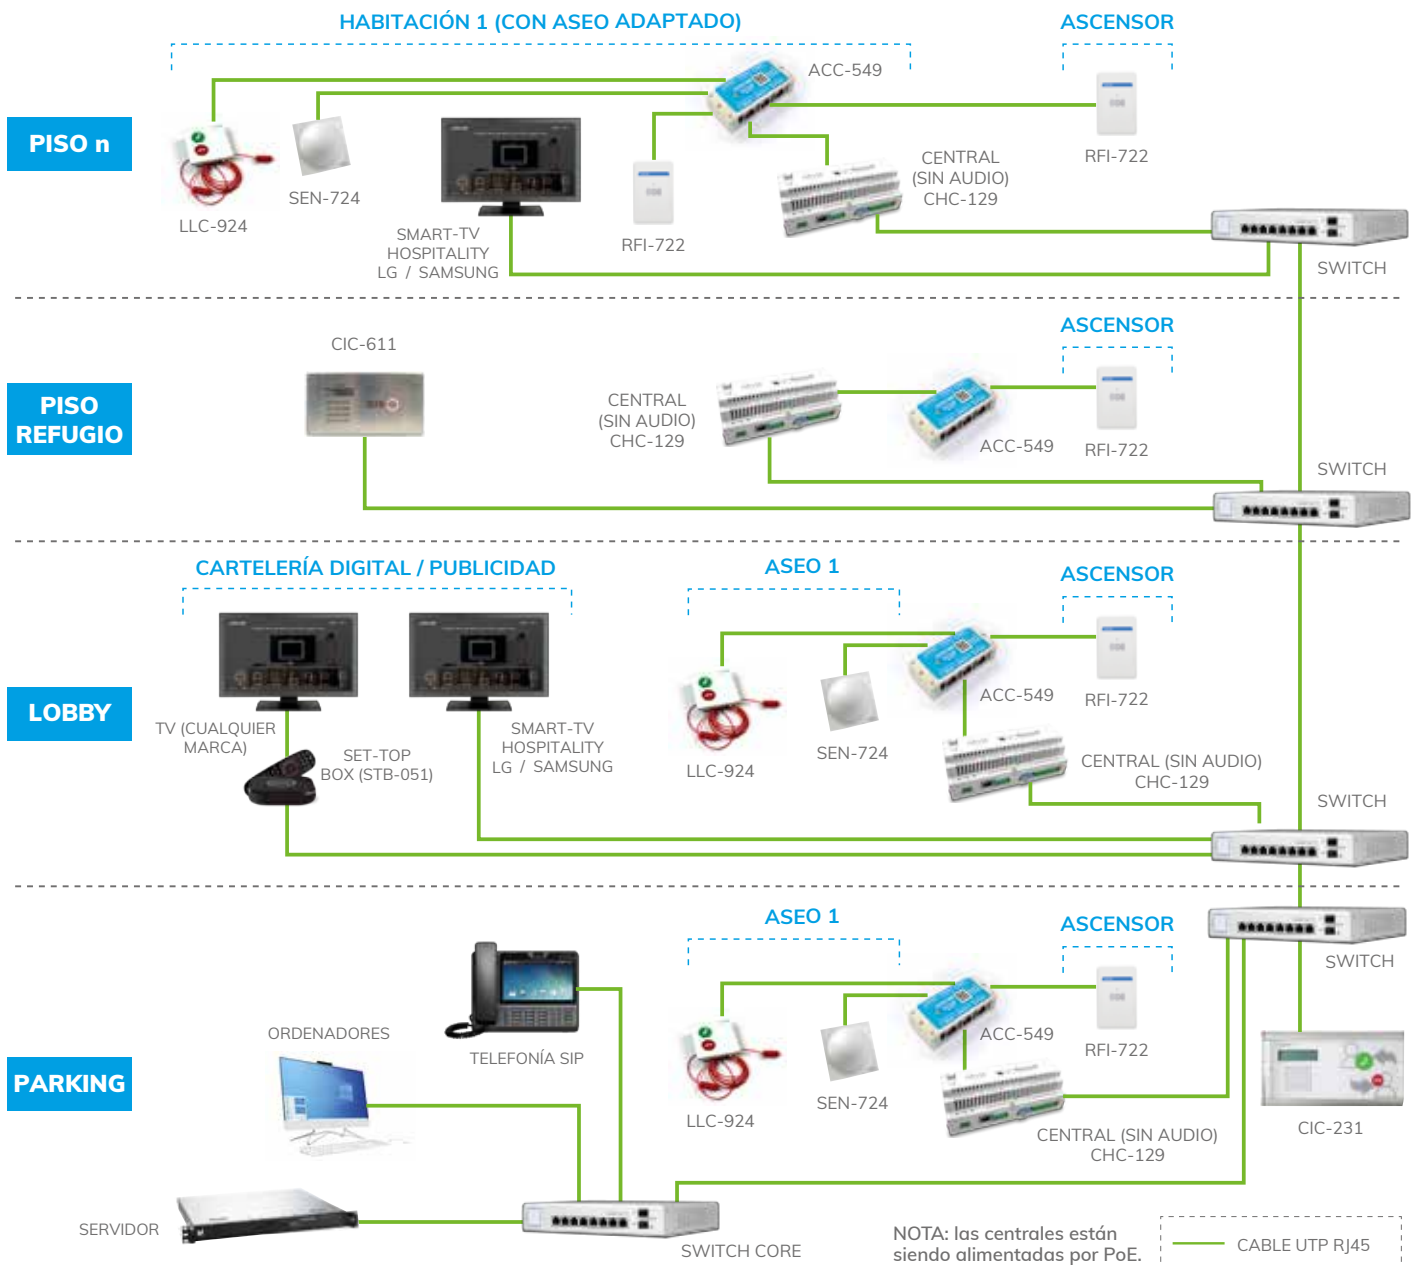 HABITACIÓN 1 (CON ASEO ADAPTADO)
ASCENSOR
ACC-549
PISO n
LLC-924
SEN-724
SMART-TV
HOSPITALITY
LG / SAMSUNG
RFI-722
CENTRAL
(SIN AUDIO)
CHC-129
RFI-722
SWITCH
PISO
REFUGIO
CIC-611
ASCENSOR
CENTRAL
(SIN AUDIO)
CHC-129
ACC-549
RFI-722
SWITCH
CARTELERÍA DIGITAL / PUBLICIDAD
ASEO 1
ASCENSOR
LOBBY
TV (CUALQUIER
MARCA)
SET-TOP
BOX (STB-051)
SMART-TV
HOSPITALITY
LG / SAMSUNG
LLC-924
SEN-724
ACC-549
RFI-722
CENTRAL (SIN AUDIO)
CHC-129
SWITCH
ASEO 1
ASCENSOR
SWITCH
PARKING
ORDENADORES
TELEFONÍA SIP
LLC-924
SEN-724
ACC-549
RFI-722
CENTRAL (SIN AUDIO)
CHC-129
CIC-231
SERVIDOR
SWITCH CORE
NOTA: las centrales están
siendo alimentadas por PoE.
CABLE UTP RJ45